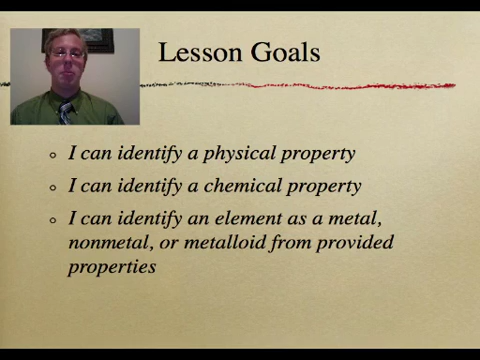 Lesson Goals
I can identify a physical property
I can identify a chemical property
I can identify an element as a metal,
nonmetal, or metalloid from provided
properties